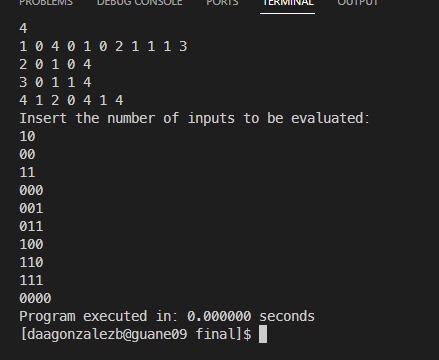 PROBLEMS DEBUG CONSOLE PORTS TERMINAL OUTPUT
4
1 0 4 0 1 0 2 1 1 1 3
2 0 1 0 4
3 0 1 1 4
4 1 2 0 4 1 4
Insert the number of inputs to be evaluated:
10
00
11
000
001
011
100
110
111
0000
Program executed in: 0.000000 seconds
[daagonzalezb@guane09 final]$